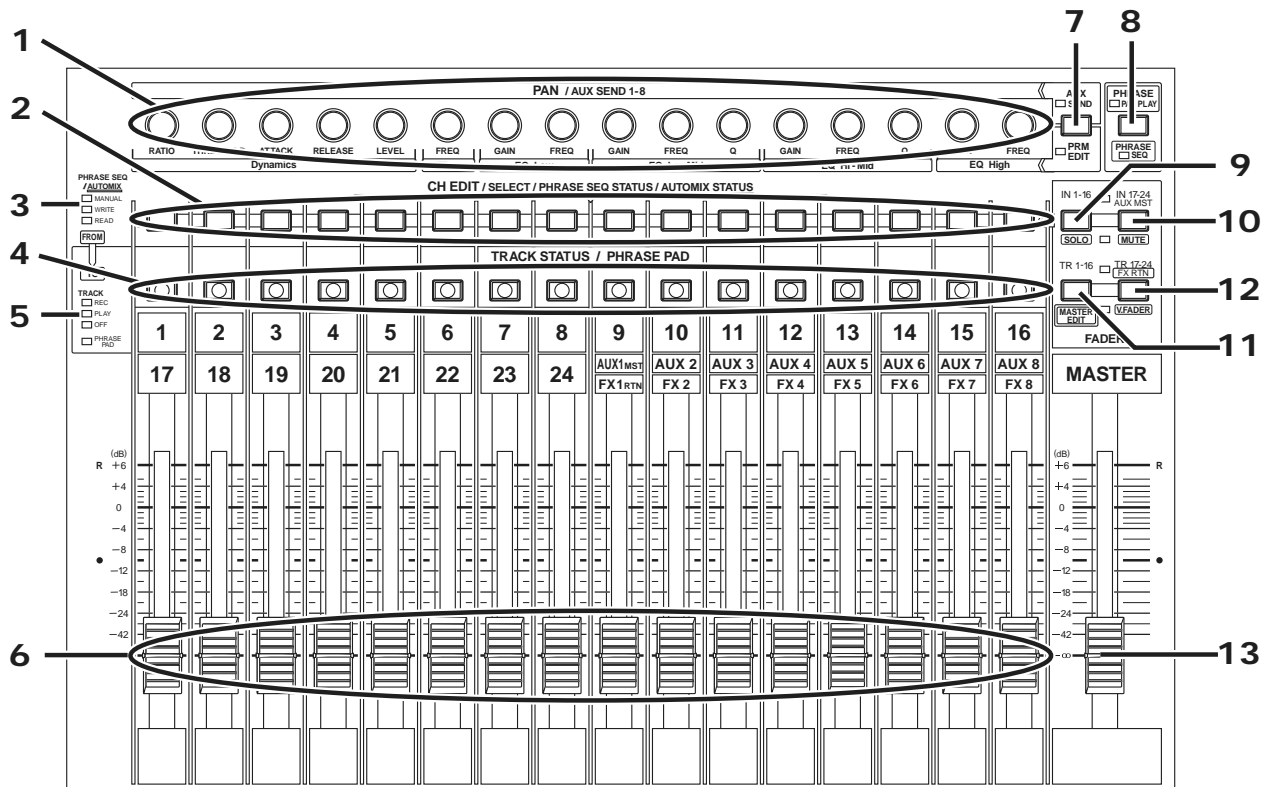 1
7
8
PAN / AUX SEND 1-8
AUX
SEND
PHRASE
PAD PLAY
2
RATIO ATTACK RELEASE LEVEL FREQ GAIN FREQ GAIN FREQ Q GAIN FREQ Q FREQ
PRM
EDIT
PHRASE
SEQ
Dynamics EQ Hi-Mid EQ High
9
PHRASE SEQ
/AUTOMIX
CH EDIT / SELECT / PHRASE SEQ STATUS / AUTOMIX STATUS
3
MANUAL
WRITE
READ
IN 1-16 IN 17-24
AUX MST
10
FROM
SOLO MUTE
4
TRACK STATUS / PHRASE PAD
TR 1-16 TR 17-24
FX RTN
TRACK
5
REC
PLAY
OFF
PHRASE
PAD
12
MASTER
EDIT
V.FADER
11
FADER
1 2 3 4 5 6 7 8 9 10 11 12 13 14 15 16
17 18 19 20 21 22 23 24 AUX1MST AUX 2 AUX 3 AUX 4 AUX 5 AUX 6 AUX 7 AUX 8
FX1RTN FX 2 FX 3 FX 4 FX 5 FX 6 FX 7 FX 8
MASTER
(dB) (dB)
R +6 +6 R
+4 +4
0 0
−4 −4
−8 −8
−12 −12
−18 −18
−24 −24
−42 −42
6
−∞
13